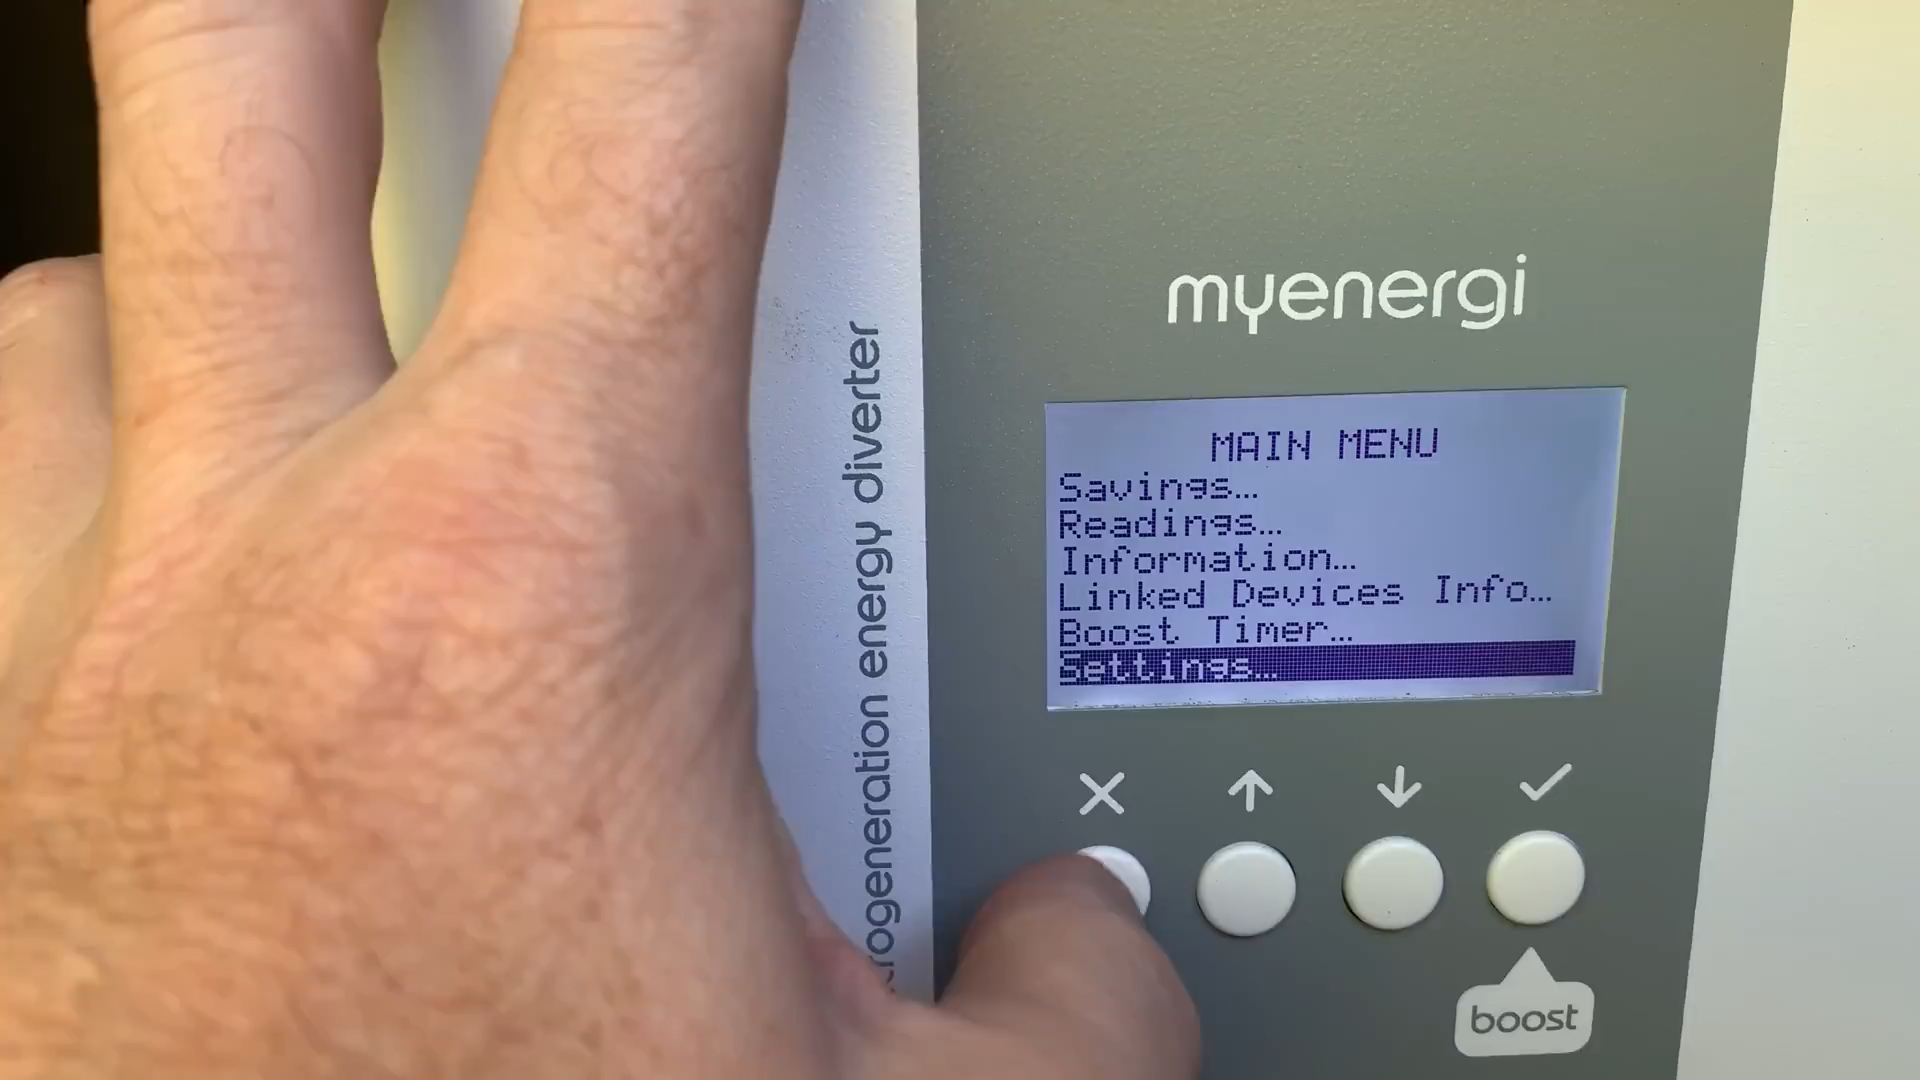 myenergi
MAIN MENU
Savings...
Readings...
Information...
Linked Devices Info...
Boost Timer...
Settings...
boost
energy diverter